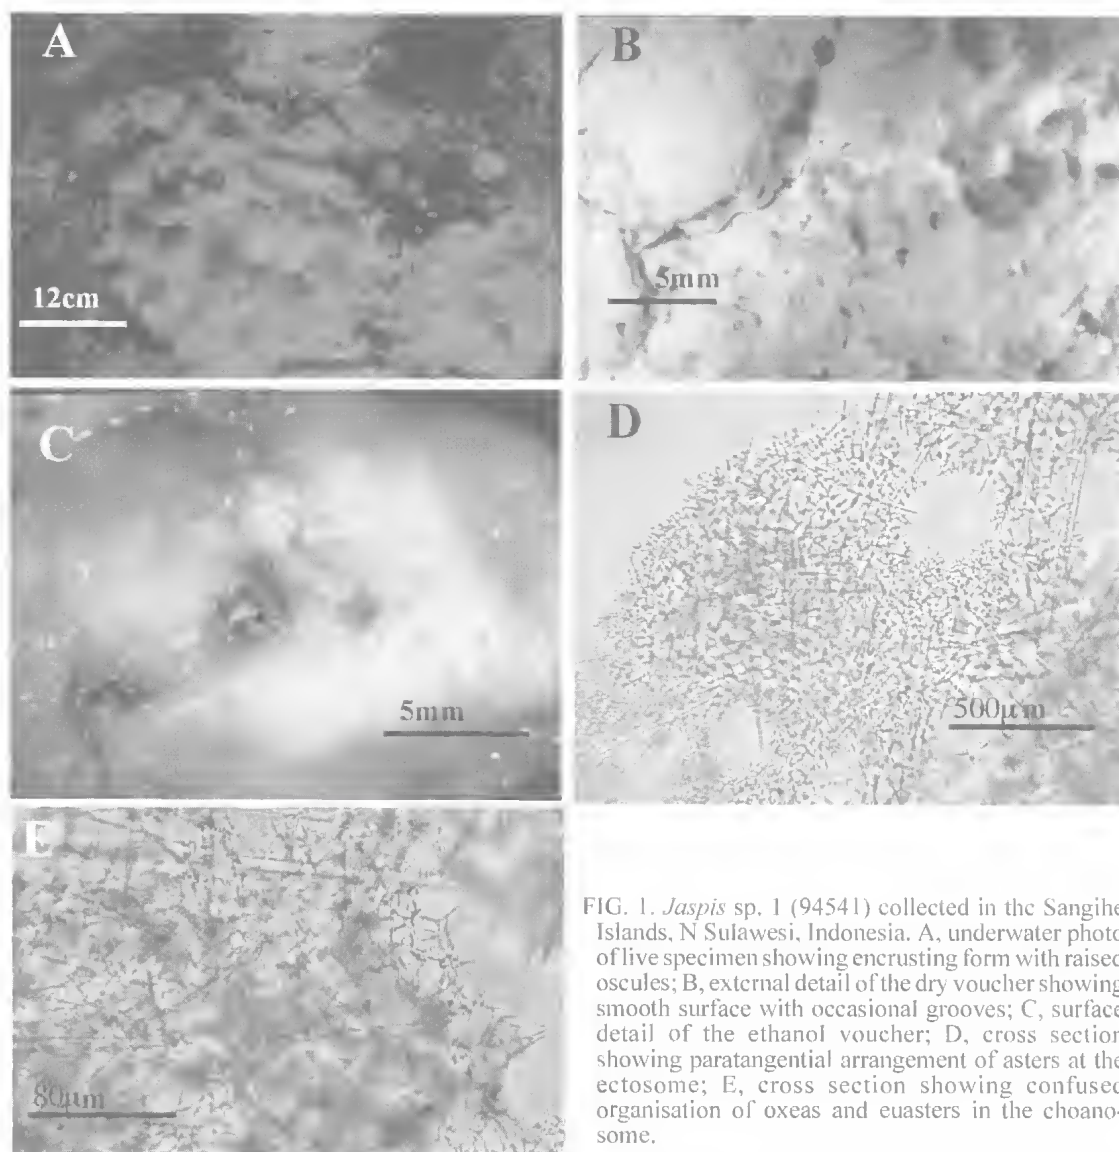 A
B
12cm
5mm
C
D
5mm
500µm
E
80µm
FIG. 1. Jaspis sp. 1 (94541) collected in the Sangihe
Islands, N Sulawesi, Indonesia. A, underwater photo
of live specimen showing encrusting form with raised
oscules; B, external detail of the dry voucher showing
smooth surface with occasional grooves; C, surface
detail of the ethanol voucher; D, cross section
showing paratangential arrangement of asters at the
ectosome; E, cross section showing confused
organisation of oxeas and euasters in the choano-
some.